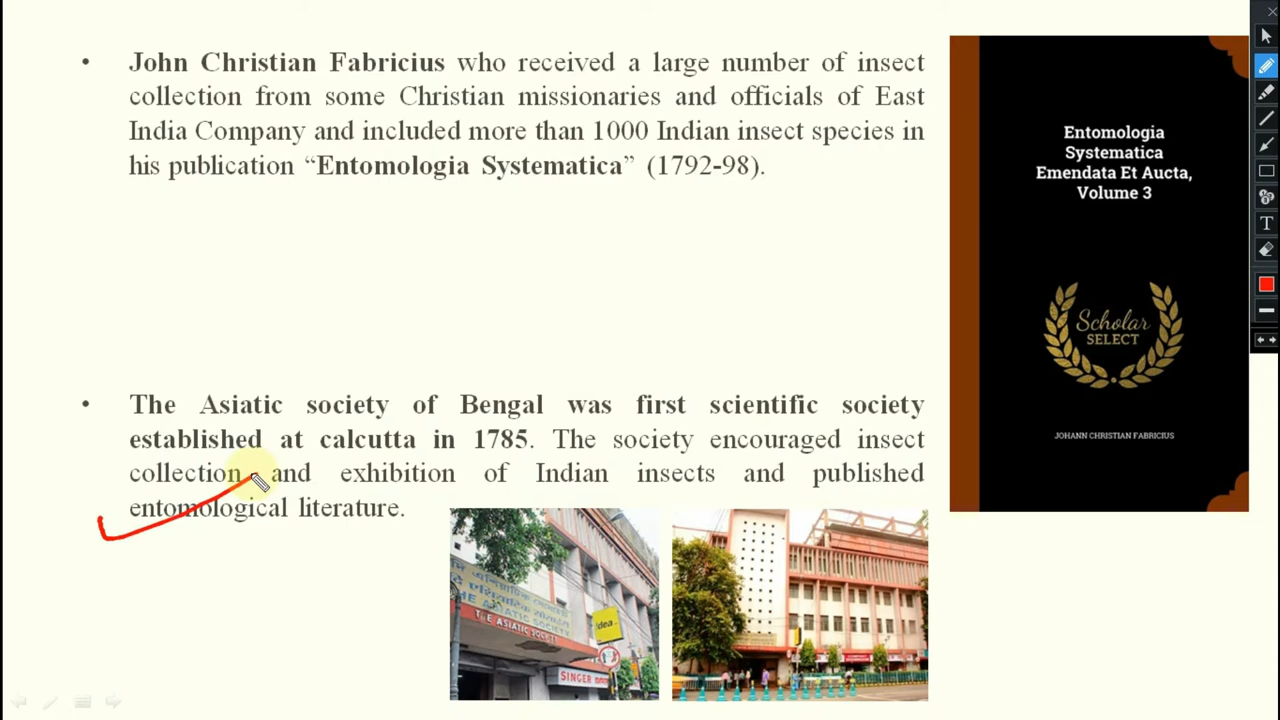 • John Christian Fabricius who received a large number of insect
collection from some Christian missionaries and officials of East
India Company and included more than 1000 Indian insect species in
his publication “Entomologia Systematica” (1792-98).
Entomologia
Systematica
Emendata Et Aucta,
Volume 3
Scholar
SELECT
JOHANN CHRISTIAN FABRICIUS
• The Asiatic society of Bengal was first scientific society
established at calcutta in 1785. The society encouraged insect
collection and exhibition of Indian insects and published
entomological literature.
THE ASIATIC SOCIETY
THE ASIATIC SOCIETY
idea
SINGER
T